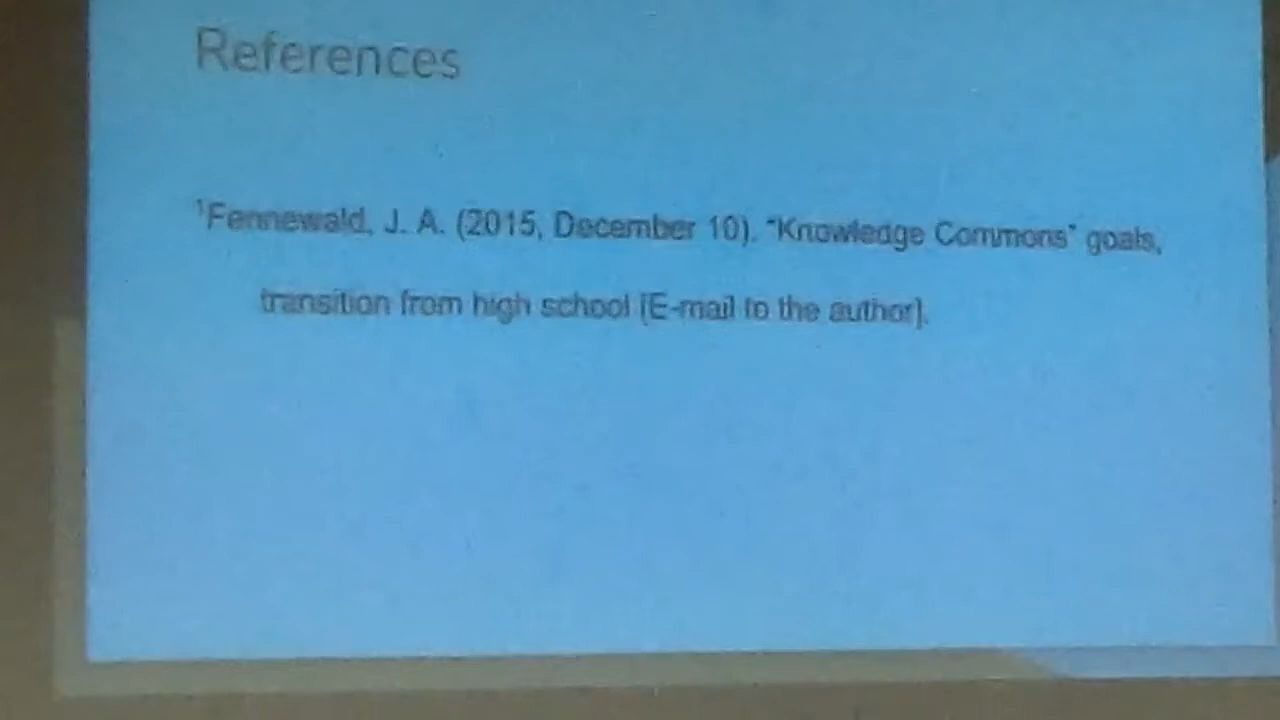 References
¹Fennewald, J. A. (2015, December 10). "Knowledge Commons" goals,
transition from high school [E-mail to the author].